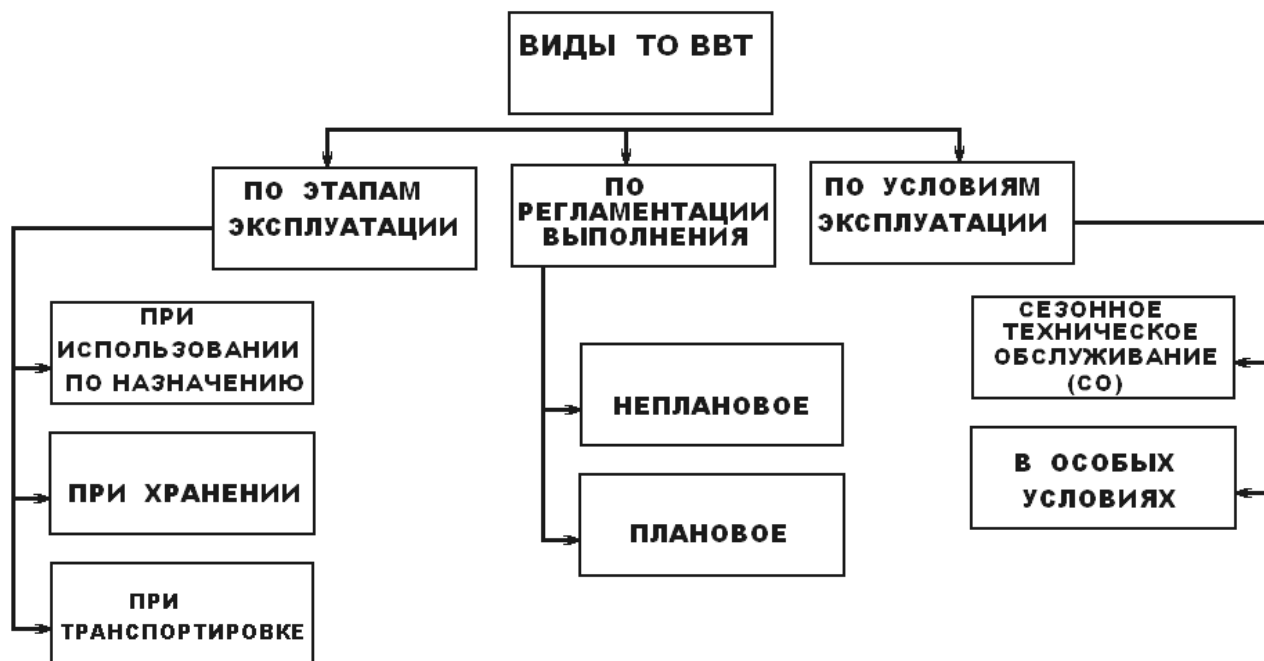 ВИДЫ ТО ВВТ
ПО ЭТАПАМ
ЭКСПЛУАТАЦИИ
ПО
РЕГЛАМЕНТАЦИИ
ВЫПОЛНЕНИЯ
ПО УСЛОВИЯМ
ЭКСПЛУАТАЦИИ
ПРИ
ИСПОЛЬЗОВАНИИ
ПО НАЗНАЧЕНИЮ
ПРИ ХРАНЕНИИ
ПРИ
ТРАНСПОРТИРОВКЕ
НЕПЛАНОВОЕ
ПЛАНОВОЕ
СЕЗОННОЕ
ТЕХНИЧЕСКОЕ
ОБСЛУЖИВАНИЕ
(СО)
В ОСОБЫХ
УСЛОВИЯХ